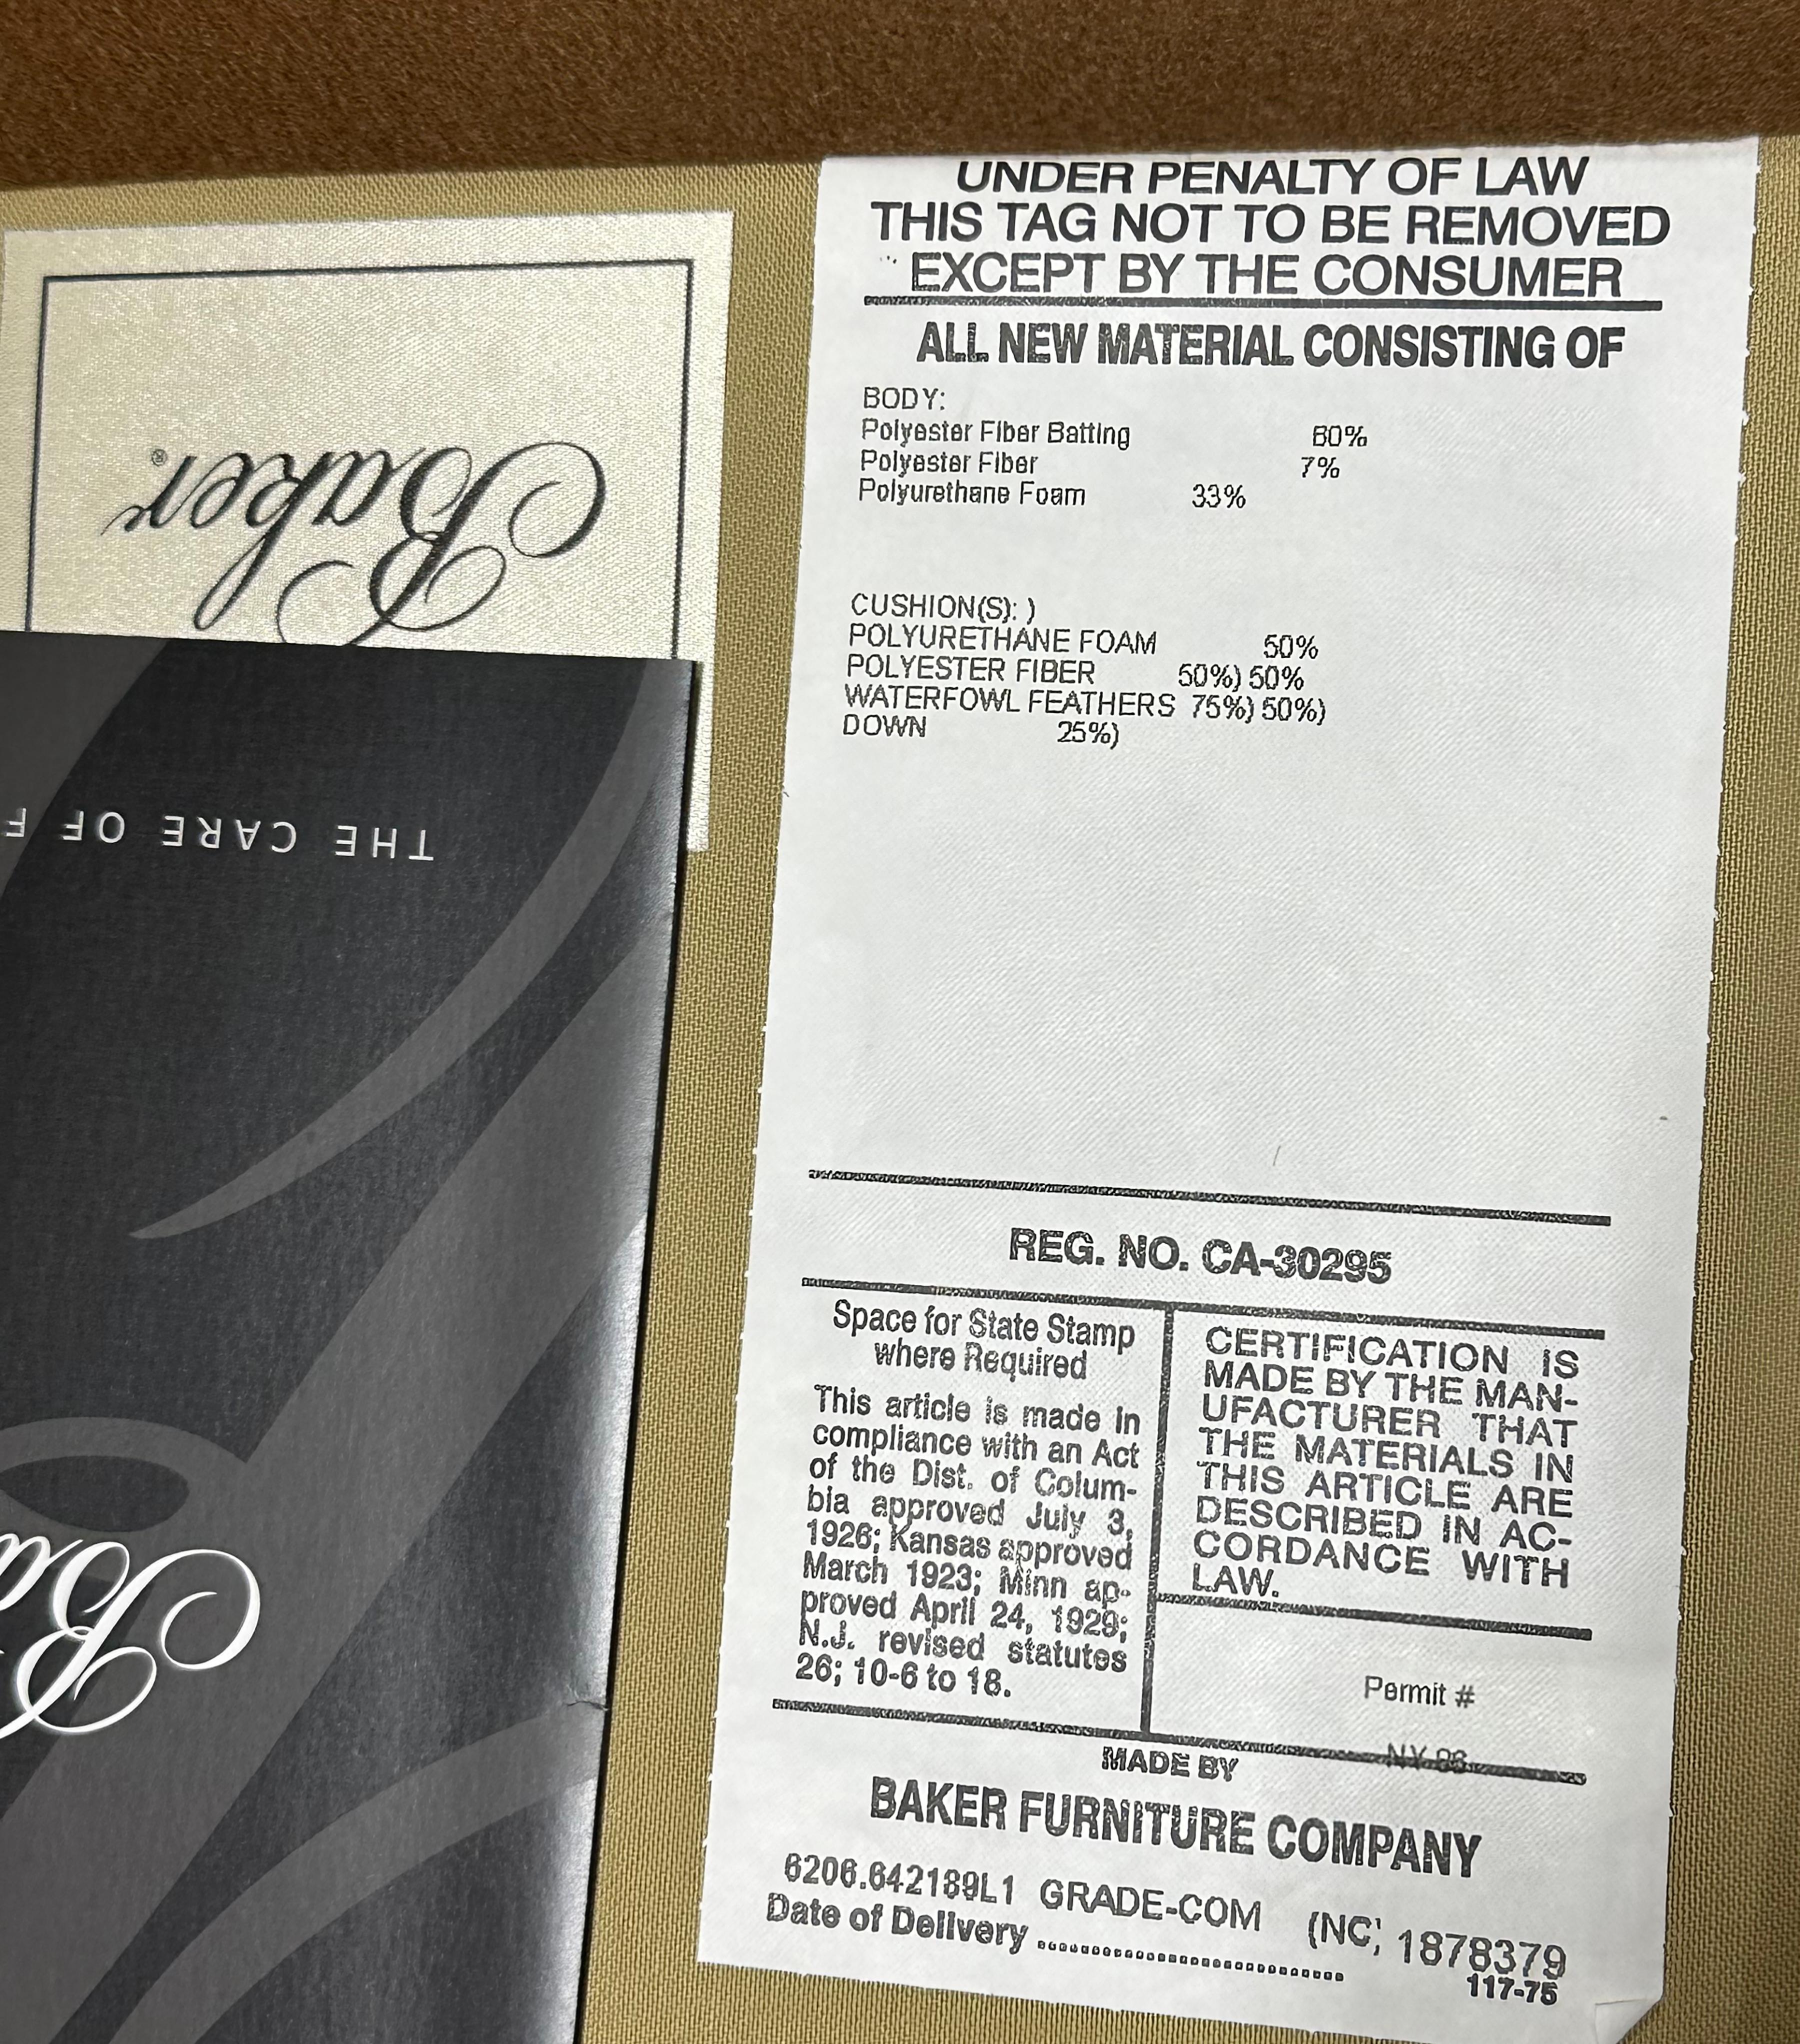 UNDER PENALTY OF LAW
THIS TAG NOT TO BE REMOVED
EXCEPT BY THE CONSUMER
ALL NEW MATERIAL CONSISTING OF
BODY:
Polyester Fiber Batting 60%
Polyester Fiber 7%
Polyurethane Foam 33%
CUSHION(S): )
POLYURETHANE FOAM 50%
POLYESTER FIBER 50%) 50%
WATERFOWL FEATHERS 75%) 50%)
DOWN 25%)
REG. NO. CA-30295
Space for State Stamp
where Required
This article is made in
compliance with an Act
of the Dist. of Colum-
bia approved July 3,
1926; Kansas approved
March 1923; Minn ap-
proved April 24, 1929;
N.J. revised statutes
26; 10-6 to 18.
CERTIFICATION IS
MADE BY THE MAN-
UFACTURER THAT
THE MATERIALS IN
THIS ARTICLE ARE
DESCRIBED IN AC-
CORDANCE WITH
LAW.
Permit #
MADE BY
BAKER FURNITURE COMPANY
6206.642189L1 GRADE-COM (NC) 1878379
Date of Delivery ...............................
117-75
Baker®
THE CARE OF F
Ba